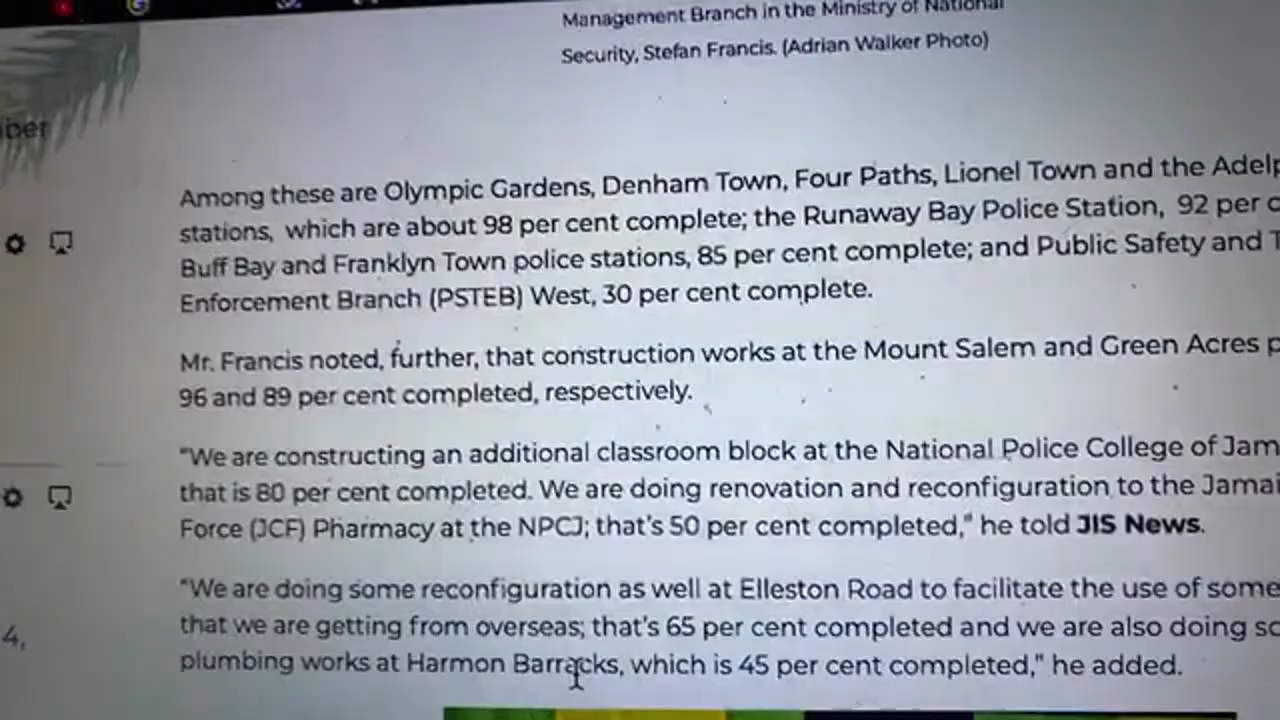 Management Branch in the Ministry of National
Security, Stefan Francis. (Adrian Walker Photo)
Among these are Olympic Gardens, Denham Town, Four Paths, Lionel Town and the
stations, which are about 98 per cent complete; the Runaway Bay Police Station, 92 per
Buff Bay and Franklyn Town police stations, 85 per cent complete; and Public Safety and
Enforcement Branch (PSTEB) West, 30 per cent complete.
Mr. Francis noted, further, that construction works at the Mount Salem and Green Acres
96 and 89 per cent completed, respectively.
"We are constructing an additional classroom block at the National Police College of
that is 80 per cent completed. We are doing renovation and reconfiguration to the
Force (JCF) Pharmacy at the NPCJ; that's 50 per cent completed," he told JIS News.
"We are doing some reconfiguration as well at Elleston Road to facilitate the use of some
4,
that we are getting from overseas; that's 65 per cent completed and we are also doing
plumbing works at Harmon Barracks, which is 45 per cent completed," he added.